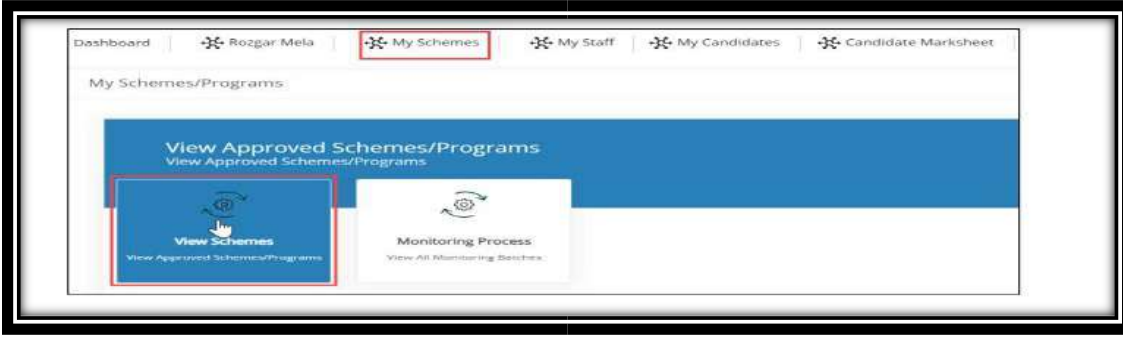 Dashboard Rozgar Mela My Schemes My Staff My Candidates Candidate Marksheet
My Schemes/Programs
View Approved Schemes/Programs
View Approved Schemes/Programs
View Schemes
View Approved Schemes/Programs
Monitoring Process
View All Monitoring Batches